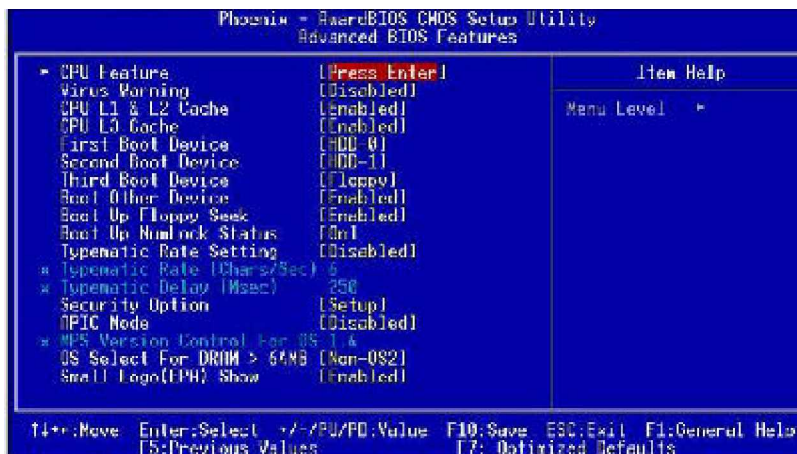 Phoenix - AwardBIOS CMOS Setup Utility
Advanced BIOS Features
CPU Feature [Press Enter]
Virus Warning [Disabled]
CPU L1 & L2 Cache [Enabled]
CPU L3 Cache [Enabled]
First Boot Device [HDD-0]
Second Boot Device [HDD-1]
Third Boot Device [Floppy]
Boot Other Device [Enabled]
Boot Up Floppy Seek [Enabled]
Boot Up NumLock Status [On]
Typematic Rate Setting [Disabled]
x Typematic Rate (Chars/Sec) 6
x Typematic Delay (Msec) 250
Security Option [Setup]
APIC Mode [Disabled]
x MPS Version Control For OS 1.4
OS Select For DRAM > 64MB [Non-OS2]
Small Logo(EPA) Show [Enabled]
Item Help
Menu Level ►
↑↓→←:Move Enter:Select +/-/PU/PD:Value F10:Save ESC:Exit F1:General Help
F5:Previous Values F7: Optimized Defaults